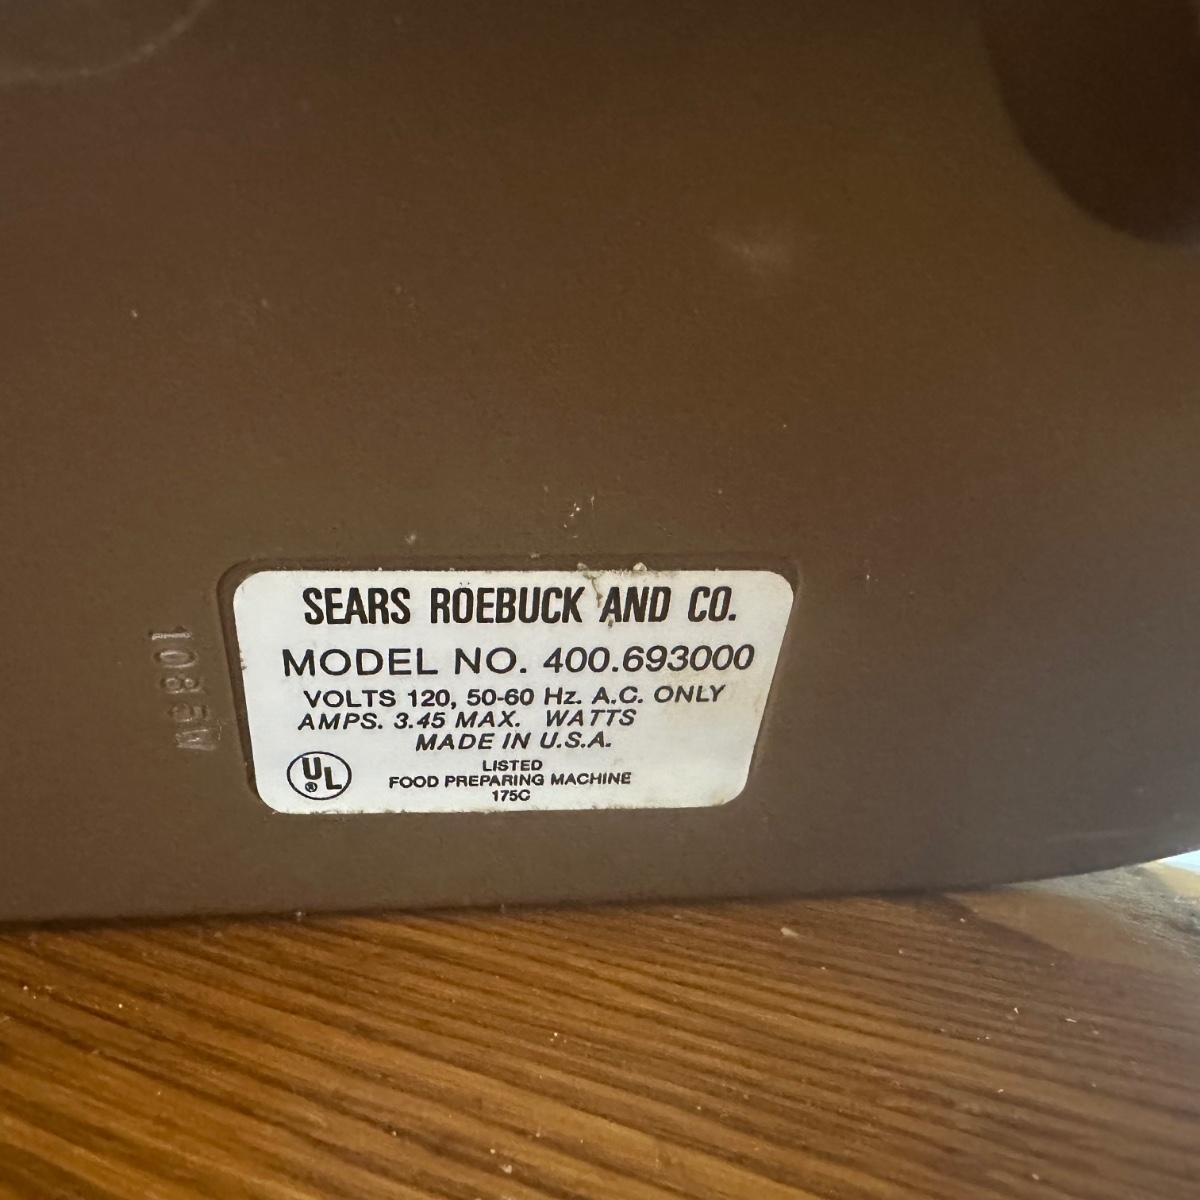 SEARS ROEBUCK AND CO.
MODEL NO. 400.693000
VOLTS 120, 50-60 Hz. A.C. ONLY
AMPS. 3.45 MAX. WATTS
MADE IN U.S.A.
UL®
LISTED
FOOD PREPARING MACHINE
175C